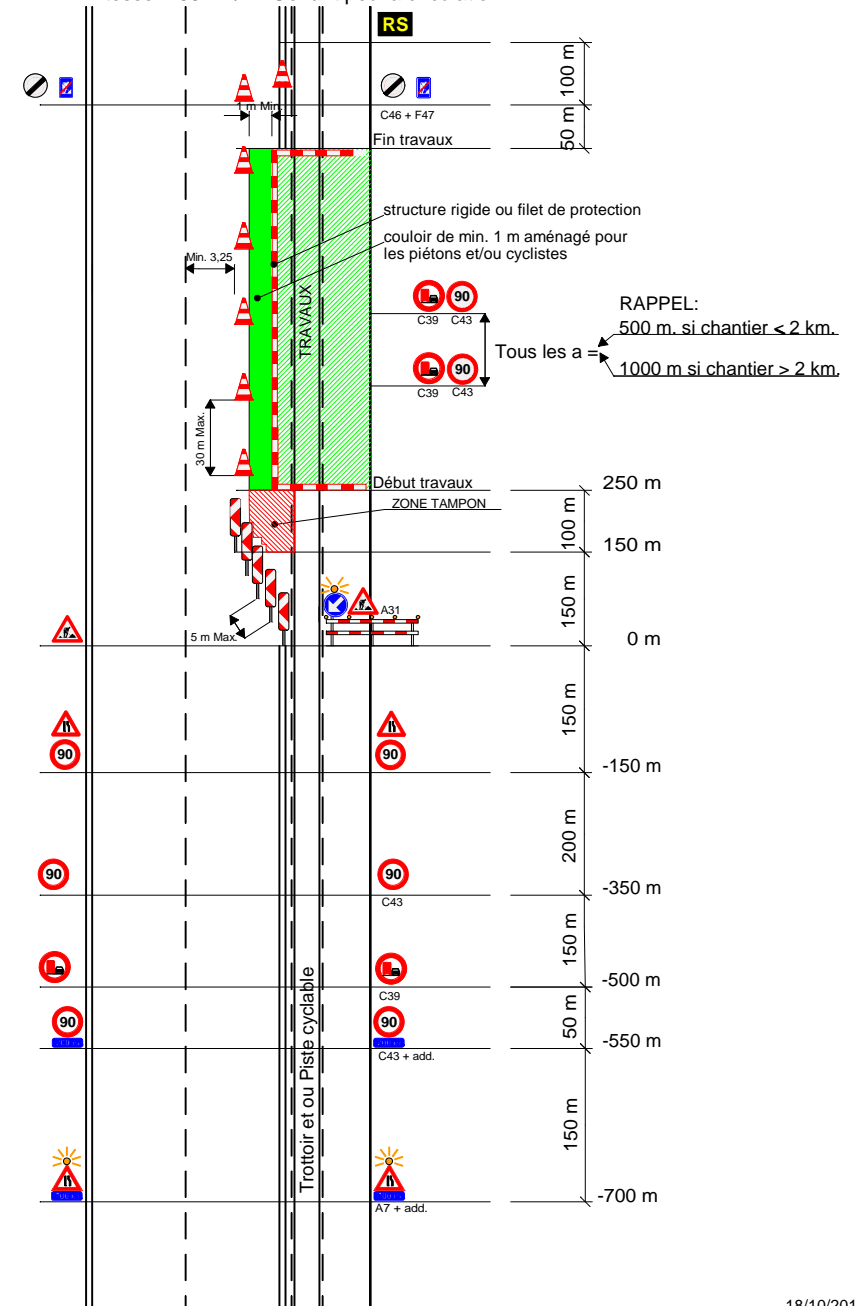 RS
100 m
C46 + F47
1 m Min.
50 m
Fin travaux
structure rigide ou filet de protection
couloir de min. 1 m aménagé pour
les piétons et/ou cyclistes
Min. 3,25
TRAVAUX
90
C39 C43
RAPPEL:
500 m. si chantier < 2 km.
Tous les a =
1000 m si chantier > 2 km.
90
C39 C43
30 m Max.
Début travaux
250 m
ZONE TAMPON
100 m
150 m
A31
150 m
5 m Max.
0 m
150 m
90
90
-150 m
200 m
90
90
C43
-350 m
150 m
C39
-500 m
90
90
50 m
C43 + add.
-550 m
Trottoir et ou Piste cyclable
150 m
A7 + add.
-700 m